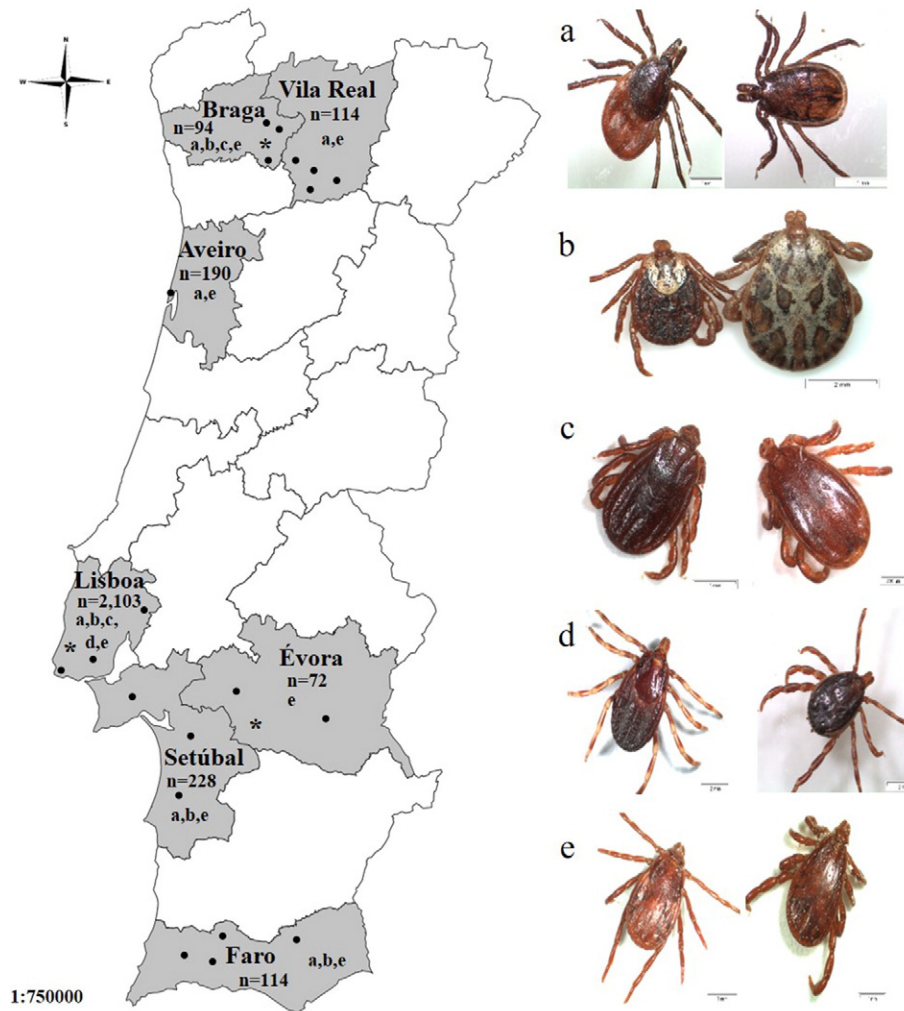 N
W
E
S
Braga
n=94
a,b,c,e
*
Vila Real
n=114
a,e
Aveiro
n=190
a,e
Lisboa
n=2,103
a,b,c,
d,e
*
Évora
n=72
e
*
Setúbal
n=228
a,b,e
Faro
n=114
a,b,e
1:750000
a
b
2 mm
c
d
e